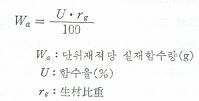 Wa = U · rg / 100
Wa : 단위재적당 실재함수량(g)
U : 함수율(%)
rg : 生材比重